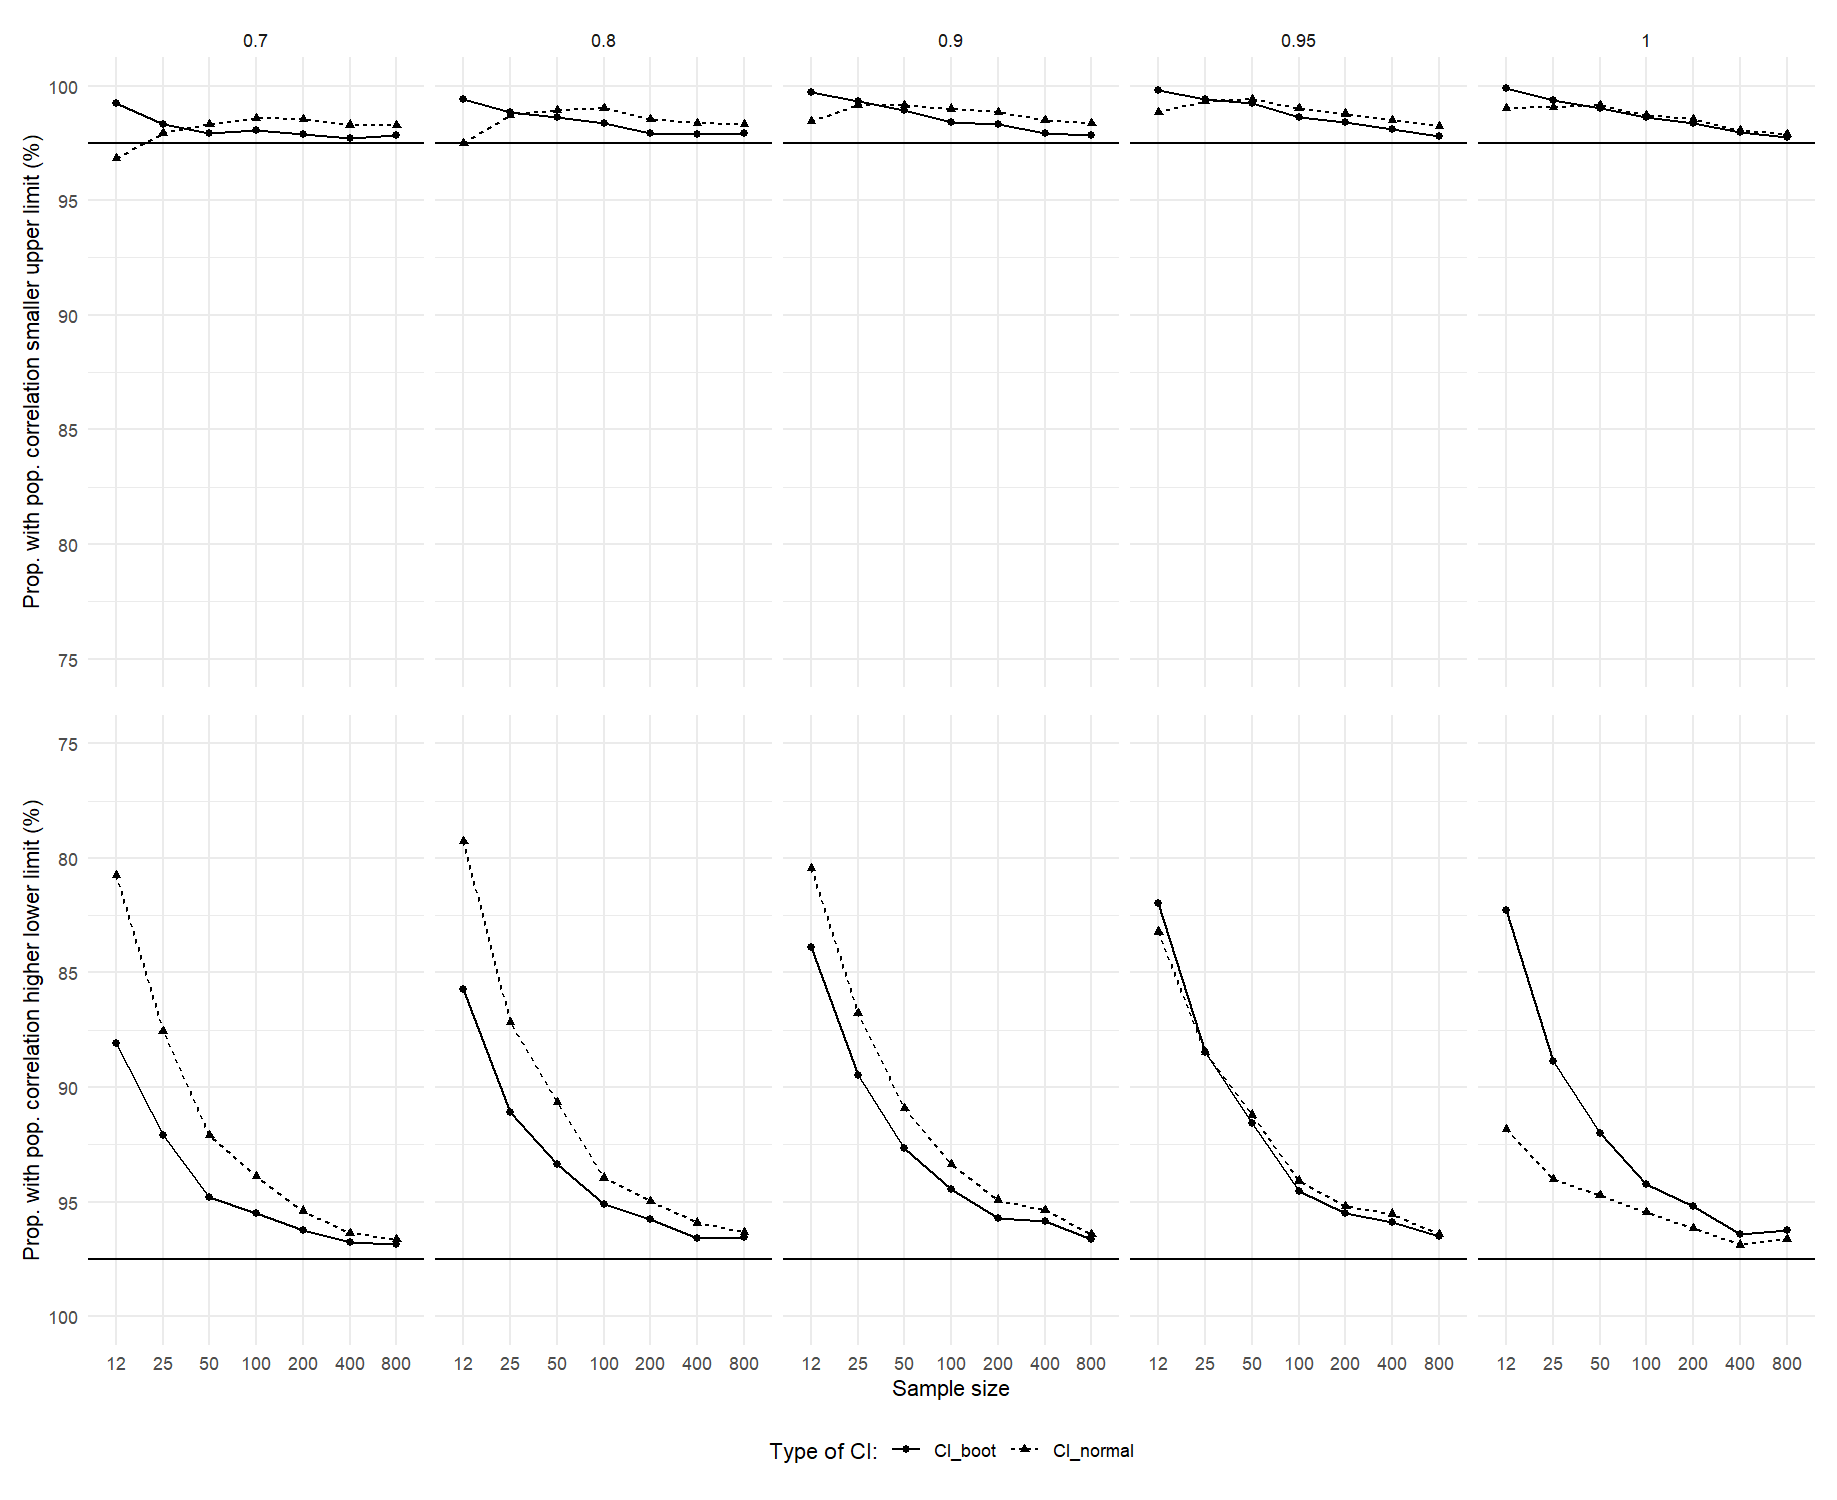 0.7 0.8 0.9 0.95 1
Prop. with pop. correlation smaller upper limit (%)
100
95
90
85
80
75
Prop. with pop. correlation higher lower limit (%)
75
80
85
90
95
100
12 25 50 100 200 400 800 12 25 50 100 200 400 800 12 25 50 100 200 400 800 12 25 50 100 200 400 800 12 25 50 100 200 400 800
Sample size
Type of CI: CI_boot CI_normal